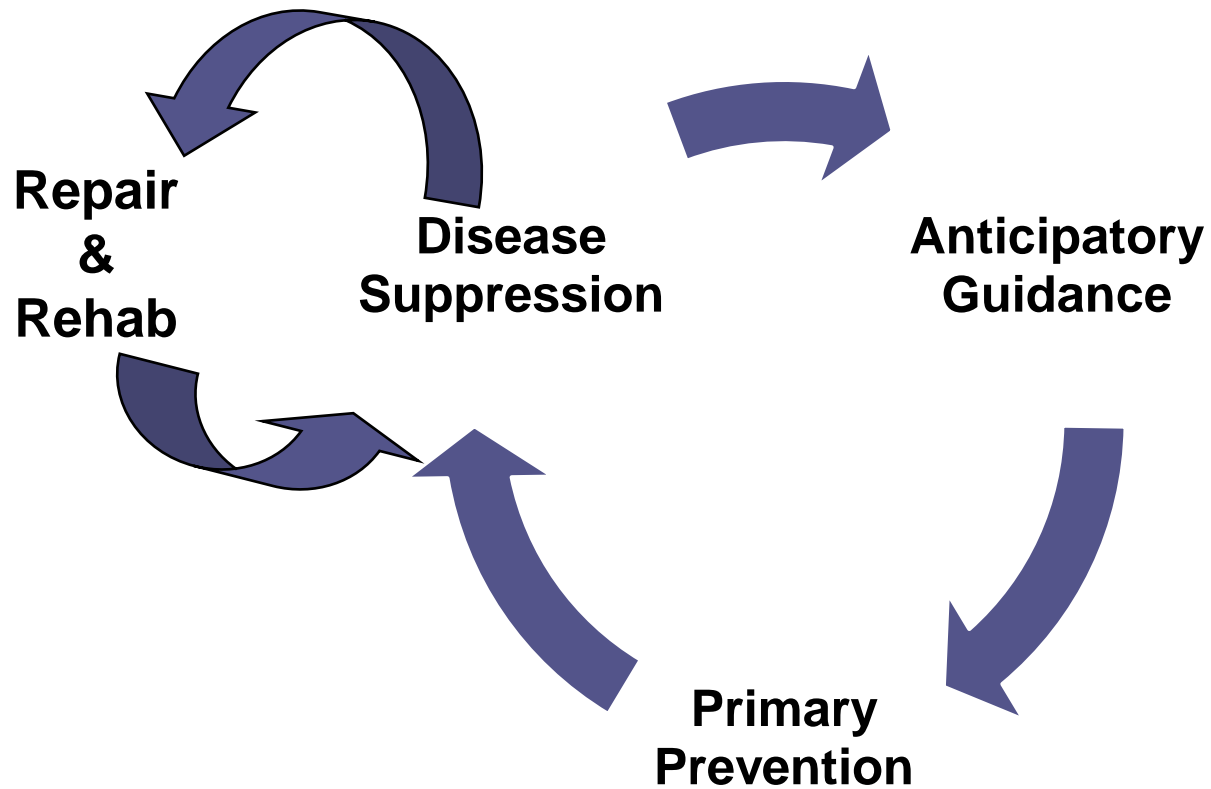 Repair
&
Rehab
Disease
Suppression
Anticipatory
Guidance
Primary
Prevention